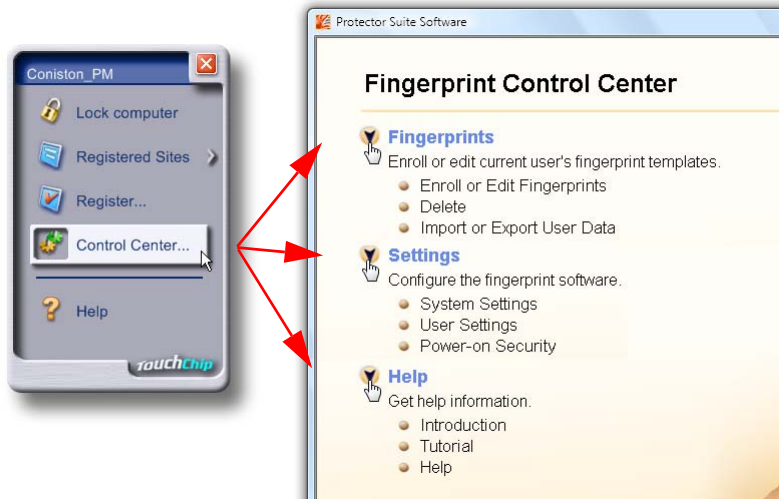 Coniston_PM
Lock computer
Registered Sites
Register...
Control Center...
Help
TouchChip
Protector Suite Software
Fingerprint Control Center
Fingerprints
Enroll or edit current user's fingerprint templates.
Enroll or Edit Fingerprints
Delete
Import or Export User Data
Settings
Configure the fingerprint software.
System Settings
User Settings
Power-on Security
Help
Get help information.
Introduction
Tutorial
Help